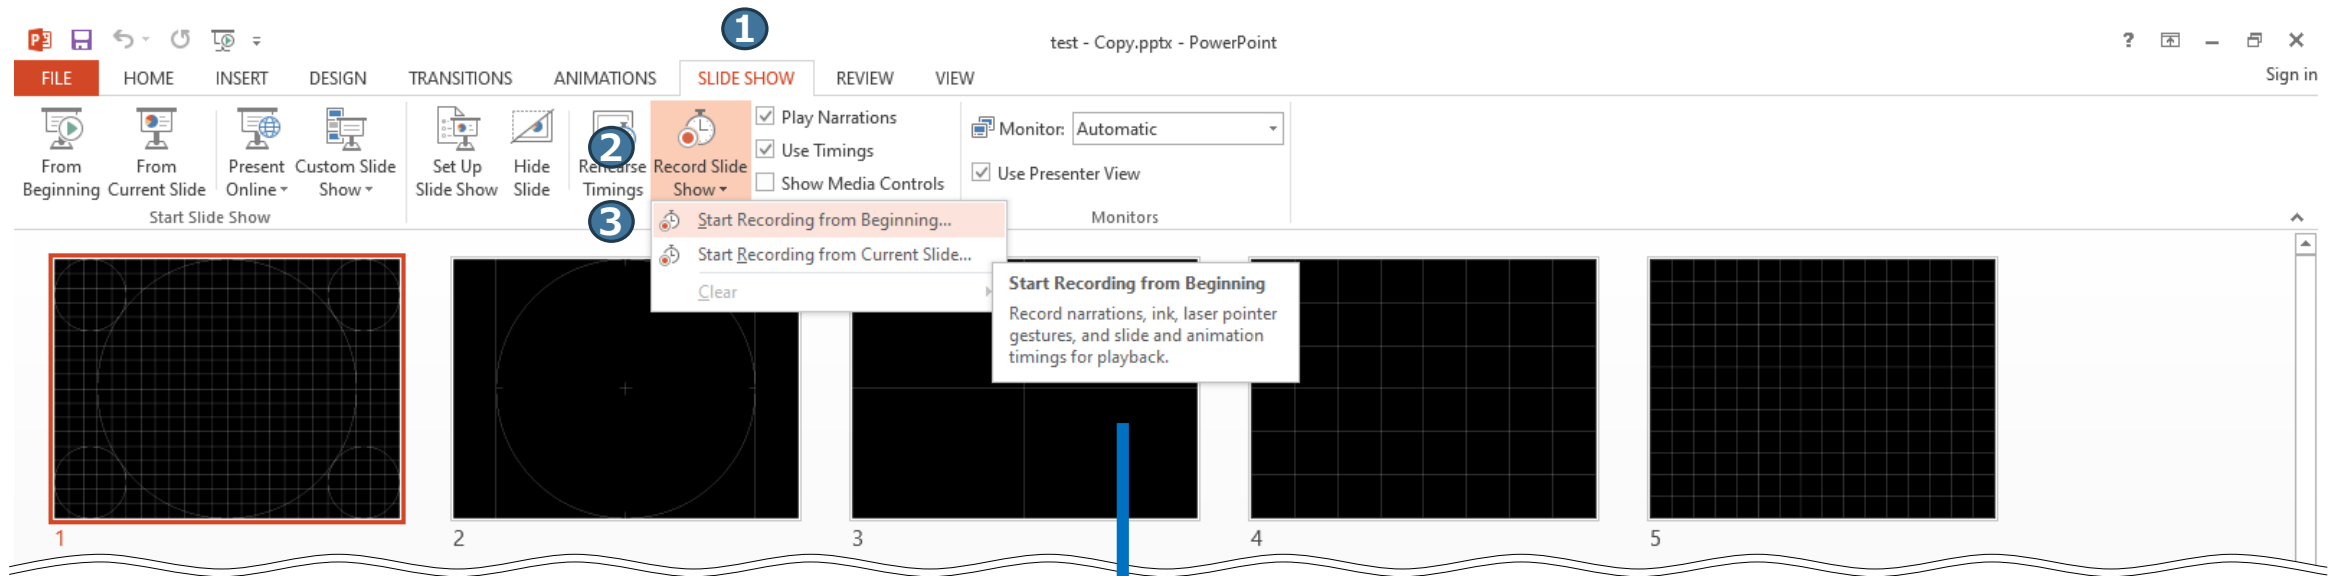 1
test - Copy.pptx - PowerPoint
?
FILE
HOME
INSERT
DESIGN
TRANSITIONS
ANIMATIONS
SLIDE SHOW
REVIEW
VIEW
Sign in
From
Beginning
From
Current Slide
Present
Online
Custom Slide
Show
Start Slide Show
Set Up
Slide Show
Hide
Slide
2
Rehearse
Timings
Record Slide
Show
Play Narrations
Use Timings
Show Media Controls
Monitor:
Automatic
Use Presenter View
Monitors
3
Start Recording from Beginning...
Start Recording from Current Slide...
Clear
Start Recording from Beginning
Record narrations, ink, laser pointer
gestures, and slide and animation
timings for playback.
1
2
3
4
5